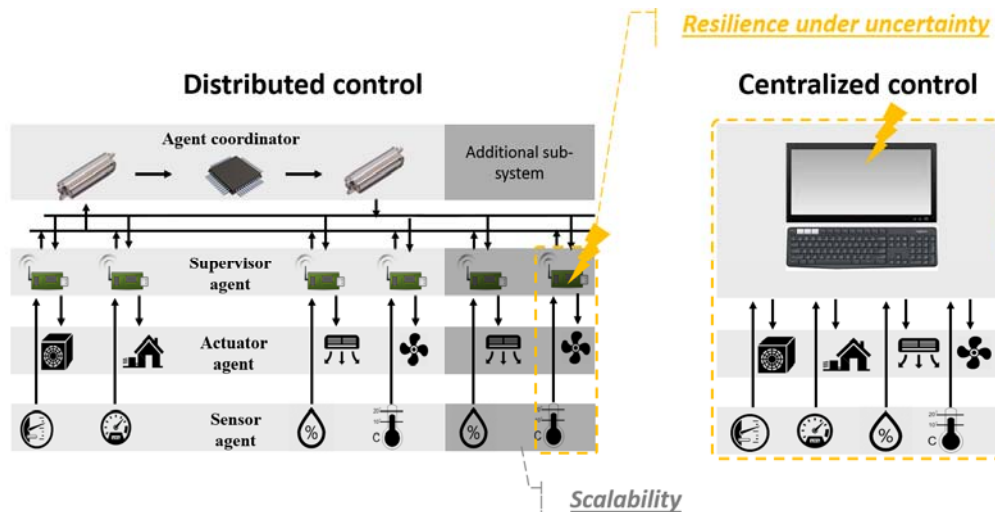 Resilience under uncertainty
Distributed control
Centralized control
Agent coordinator
Additional sub-
system
Supervisor
agent
Actuator
agent
Sensor
agent
%
%
%
20°
10°
C
20°
10°
C
20°
10°
C
Scalability